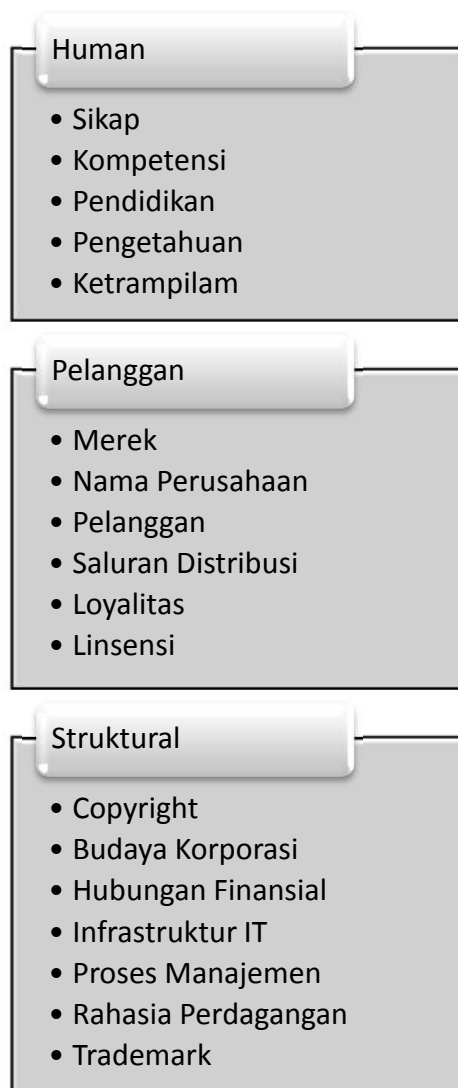 Human
• Sikap
• Kompetensi
• Pendidikan
• Pengetahuan
• Ketrampilam
Pelanggan
• Merek
• Nama Perusahaan
• Pelanggan
• Saluran Distribusi
• Loyalitas
• Linsensi
Struktural
• Copyright
• Budaya Korporasi
• Hubungan Finansial
• Infrastruktur IT
• Proses Manajemen
• Rahasia Perdagangan
• Trademark